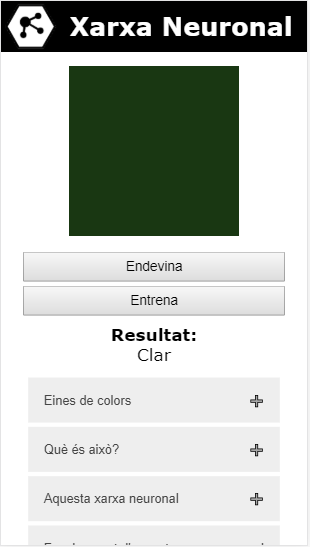 Xarxa Neuronal
Endevina
Entrena
Resultat:
Clar
Eines de colors
Què és això?
Aquesta xarxa neuronal